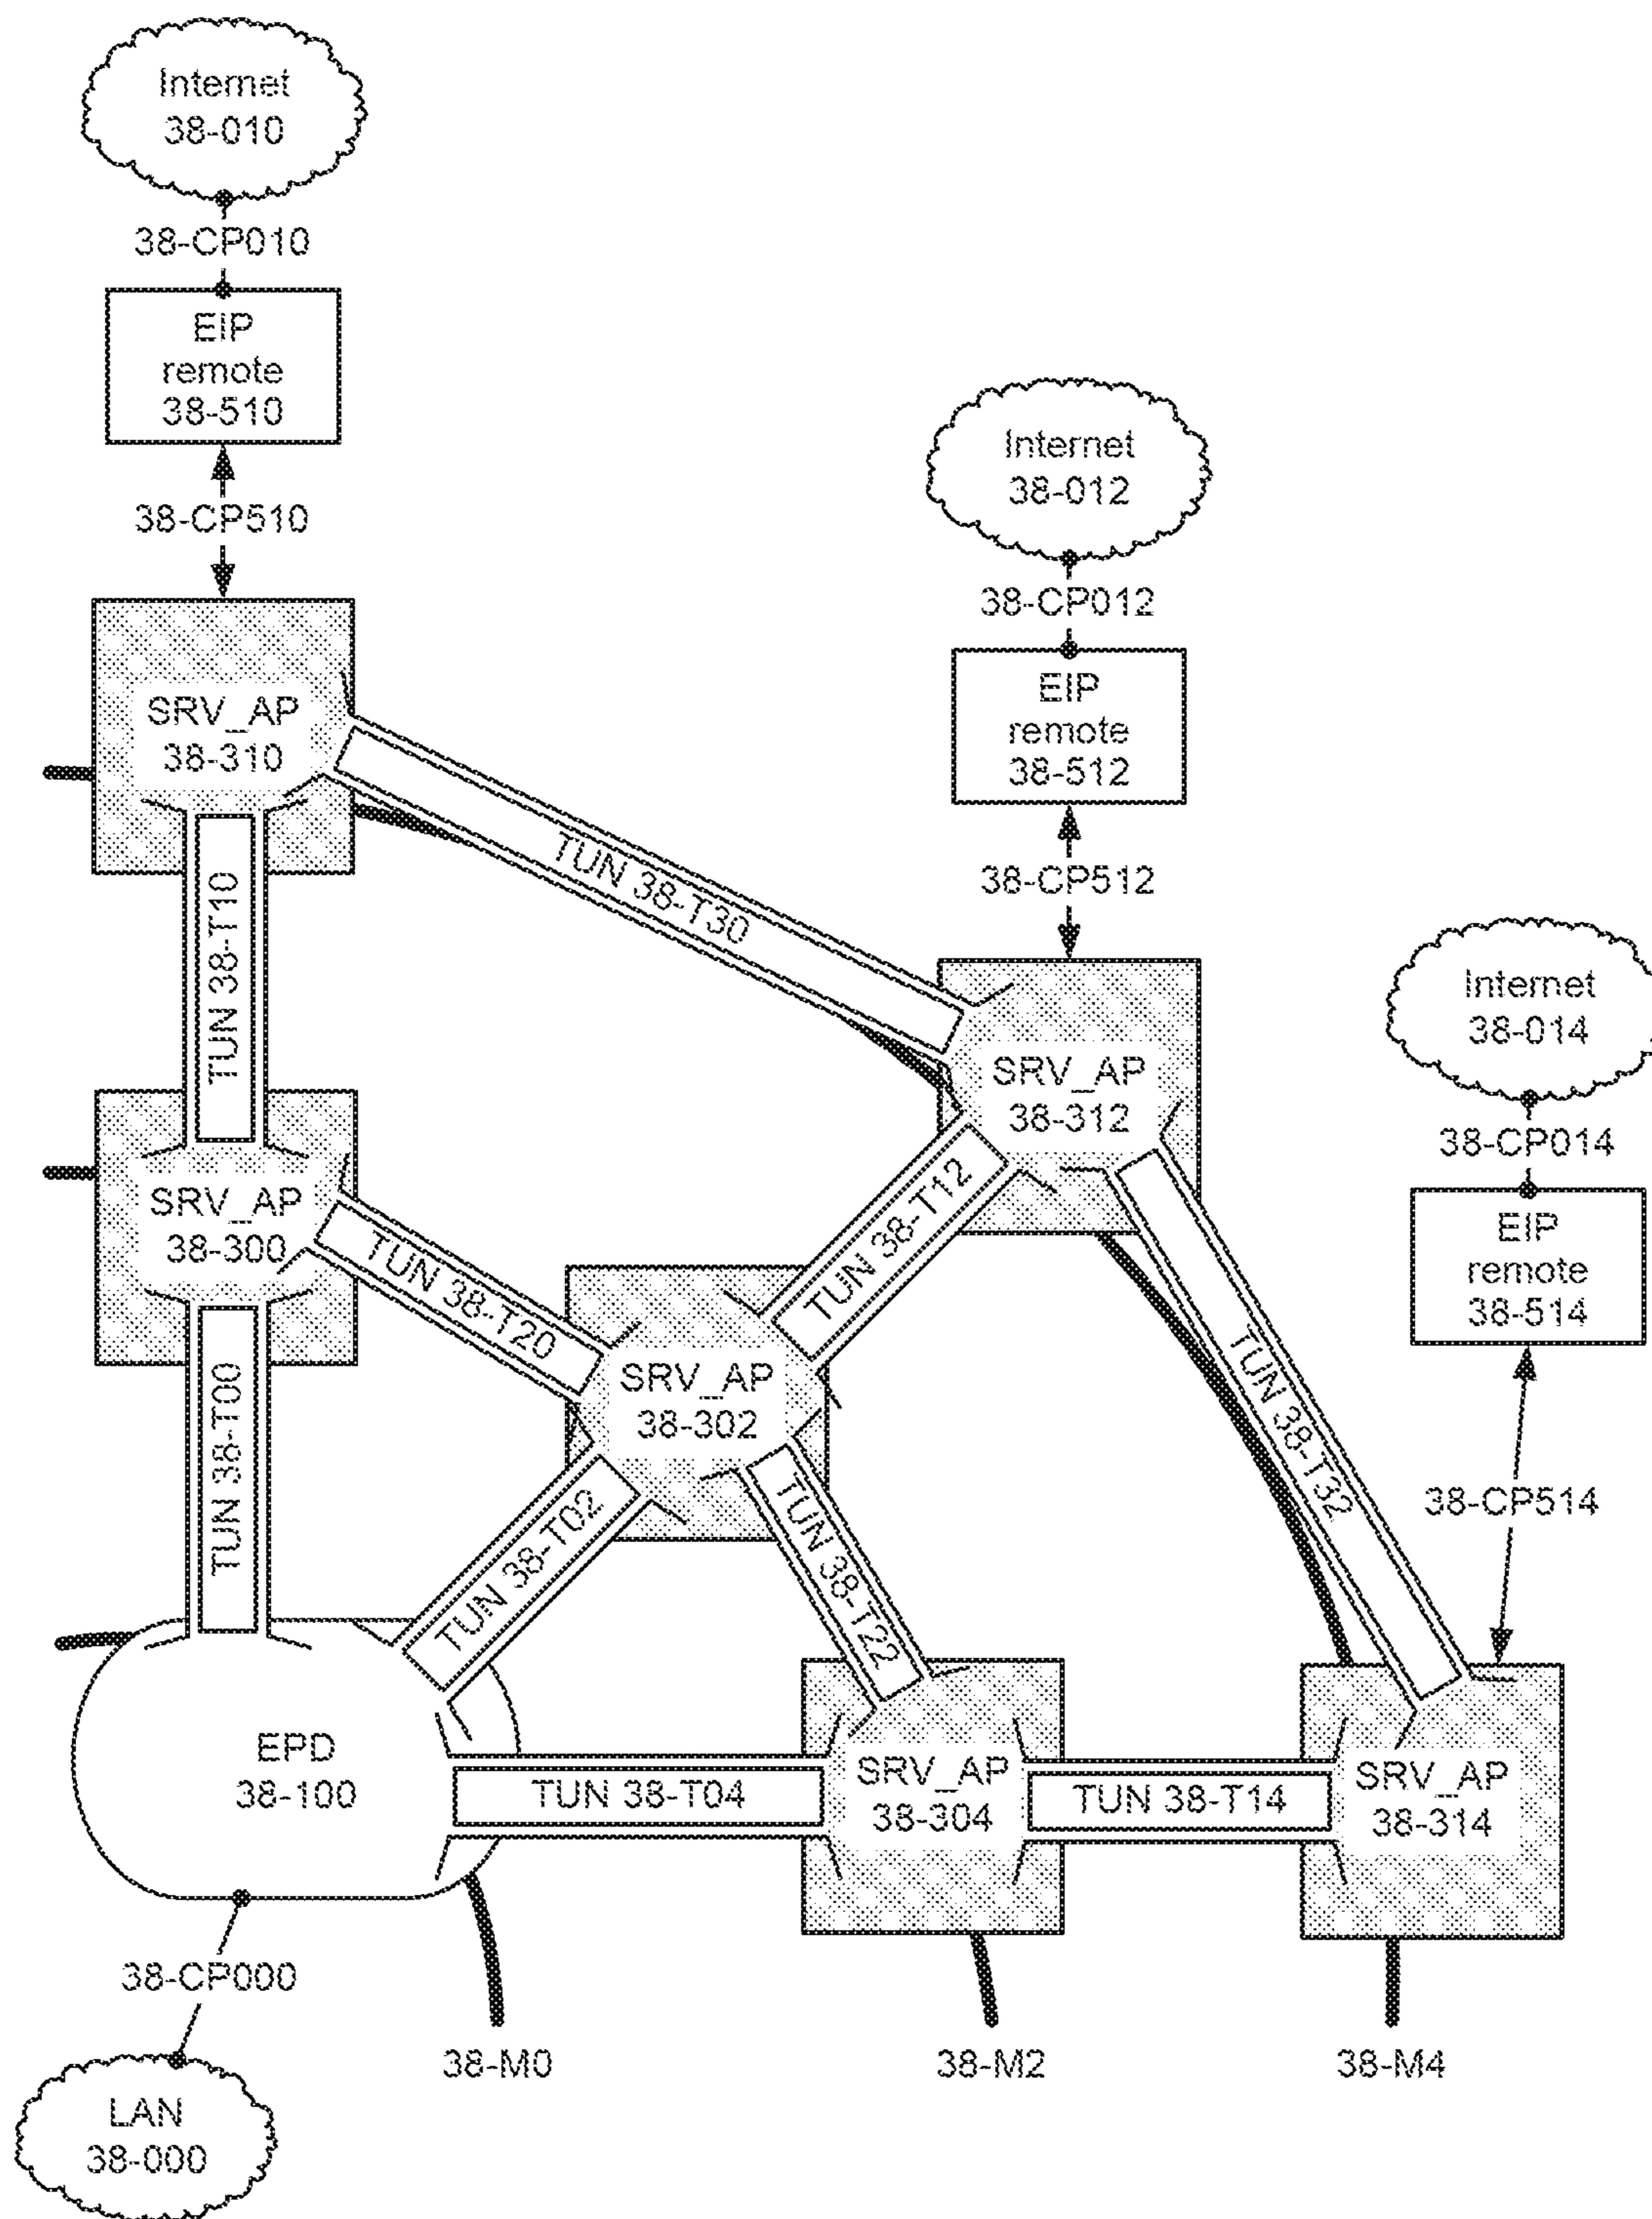 Internet
38-010
38-CP010
EIP
remote
38-510
38-CP510
Internet
38-012
38-CP012
EIP
remote
38-512
38-CP512
SRV_AP
38-310
TUN 38-T30
TUN 38-T10
Internet
38-014
38-CP014
EIP
remote
38-514
38-CP514
SRV_AP
38-312
SRV_AP
38-300
TUN 38-T12
TUN 38-T20
TUN 38-T32
SRV_AP
38-302
TUN 38-T00
TUN 38-T02
TUN 38-T22
EPD
38-100
TUN 38-T04
SRV_AP
38-304
TUN 38-T14
SRV_AP
38-314
38-CP000
38-M0
38-M2
38-M4
LAN
38-000